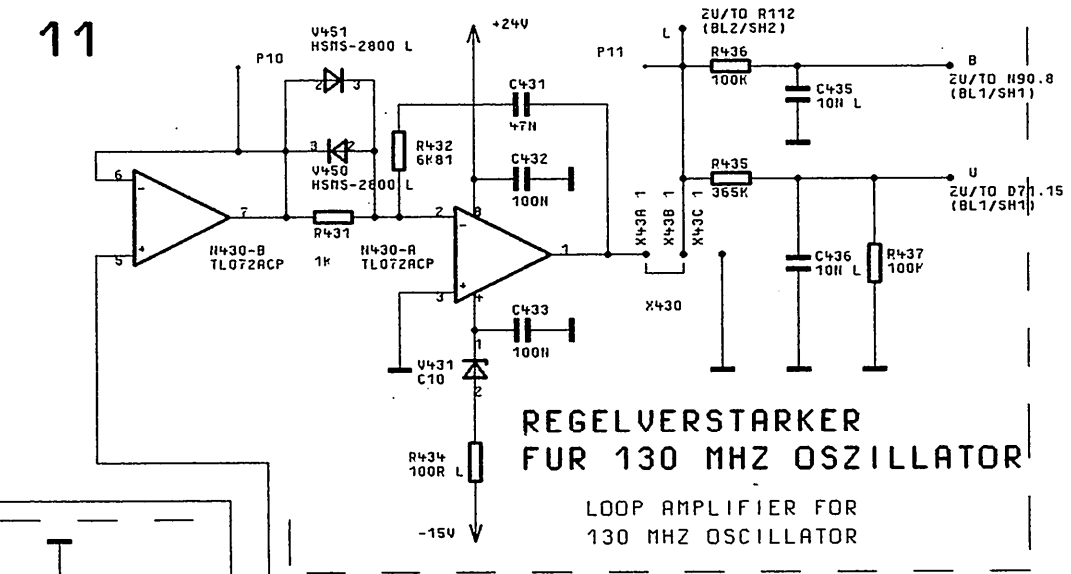 11
V451
HSMS-2800 L
P10
2 3
3 2
V450
HSMS-2800 L
+24V
C431
47N
R432
6K81
C432
100N
P11
L
ZU/TO R112
(BL2/SH2)
R436
100K
C435
10N L
B
ZU/TO N90.8
(BL1/SH1)
R435
365K
U
ZU/TO D71.15
(BL1/SH1)
6
5
7
N430-B
TL072ACP
R431
1K
N430-A
TL072ACP
2
3
8
4
1
X43A 1
X43B 1
X43C 1
X430
C436
10N L
R437
100K
C433
100N
1
V431
C10
2
R434
100R L
-15V
REGELVERSTARKER
FUR 130 MHZ OSZILLATOR
LOOP AMPLIFIER FOR
130 MHZ OSCILLATOR